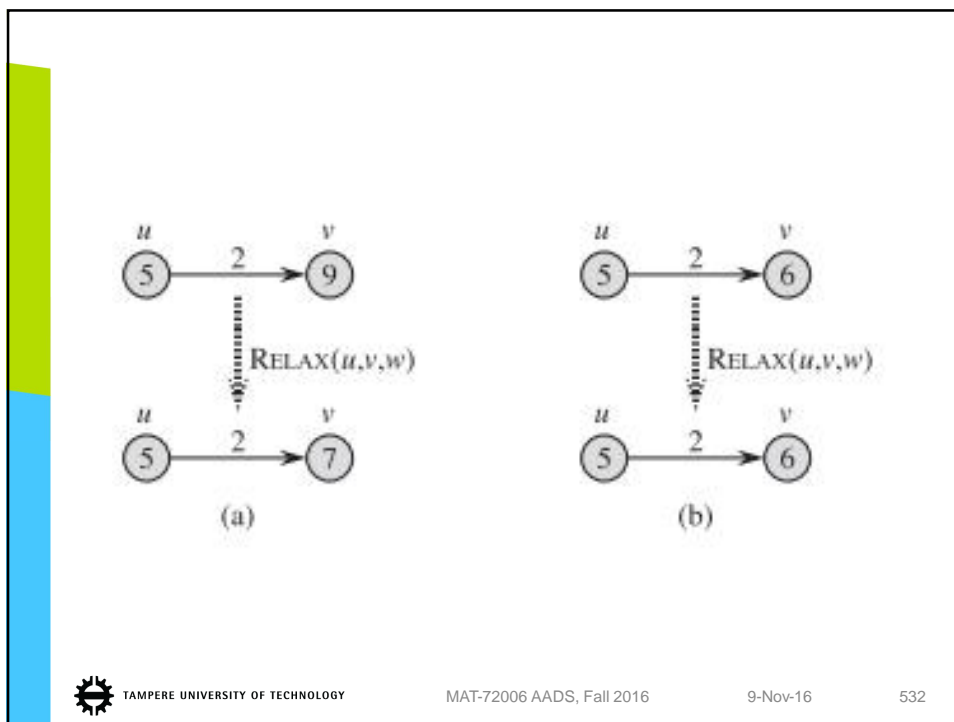 u v u v
5 2 9 5 2 6
RELAX(u,v,w) RELAX(u,v,w)
u v u v
5 2 7 5 2 6
(a) (b)
TAMPERE UNIVERSITY OF TECHNOLOGY MAT-72006 AADS, Fall 2016 9-Nov-16 532